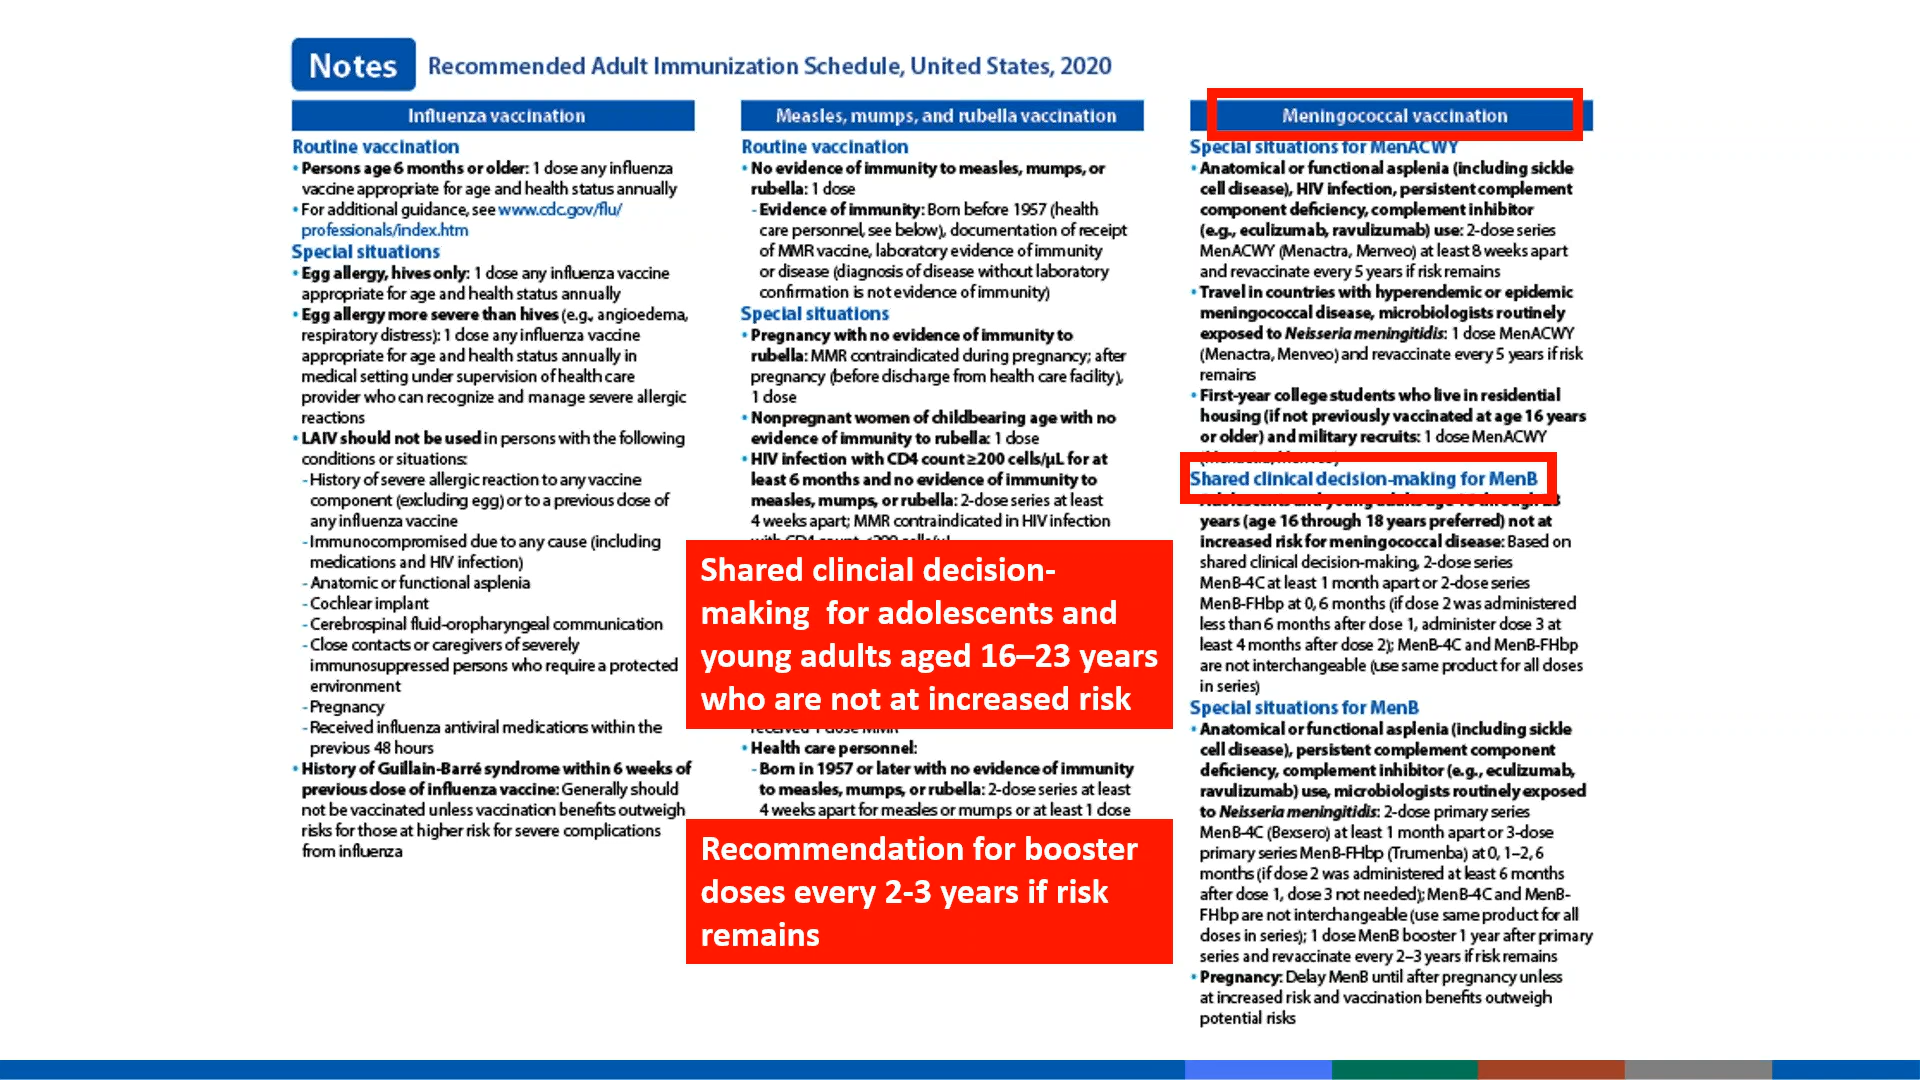 Notes Recommended Adult Immunization Schedule, United States, 2020
Influenza vaccination
Routine vaccination
• Persons age 6 months or older: 1 dose any influenza
vaccine appropriate for age and health status annually
• For additional guidance, see www.cdc.gov/flu/
professionals/index.htm
Special situations
• Egg allergy, hives only: 1 dose any influenza vaccine
appropriate for age and health status annually
• Egg allergy more severe than hives (e.g., angioedema,
respiratory distress): 1 dose any influenza vaccine
appropriate for age and health status annually in
medical setting under supervision of health care
provider who can recognize and manage severe allergic
reactions
• LAIV should not be used in persons with the following
conditions or situations:
- History of severe allergic reaction to any vaccine
component (excluding egg) or to a previous dose of
any influenza vaccine
- Immunocompromised due to any cause (including
medications and HIV infection)
- Anatomic or functional asplenia
- Cochlear implant
- Cerebrospinal fluid-oropharyngeal communication
- Close contacts or caregivers of severely
immunosuppressed persons who require a protected
environment
- Pregnancy
- Received influenza antiviral medications within the
previous 48 hours
• History of Guillain-Barré syndrome within 6 weeks of
previous dose of influenza vaccine: Generally should
not be vaccinated unless vaccination benefits outweigh
risks for those at higher risk for severe complications
from influenza
Measles, mumps, and rubella vaccination
Routine vaccination
• No evidence of immunity to measles, mumps, or
rubella: 1 dose
- Evidence of immunity: Born before 1957 (health
care personnel, see below), documentation of receipt
of MMR vaccine, laboratory evidence of immunity
or disease (diagnosis of disease without laboratory
confirmation is not evidence of immunity)
Special situations
• Pregnancy with no evidence of immunity to
rubella: MMR contraindicated during pregnancy; after
pregnancy (before discharge from health care facility),
1 dose
• Nonpregnant women of childbearing age with no
evidence of immunity to rubella: 1 dose
• HIV infection with CD4 count ≥200 cells/µL for at
least 6 months and no evidence of immunity to
measles, mumps, or rubella: 2-dose series at least
4 weeks apart; MMR contraindicated in HIV infection
Shared clincial decision-
making for adolescents and
young adults aged 16–23 years
who are not at increased risk
• Health care personnel:
- Born in 1957 or later with no evidence of immunity
to measles, mumps, or rubella: 2-dose series at least
4 weeks apart for measles or mumps or at least 1 dose
Recommendation for booster
doses every 2-3 years if risk
remains
Meningococcal vaccination
Special situations for MenACWY
• Anatomical or functional asplenia (including sickle
cell disease), HIV infection, persistent complement
component deficiency, complement inhibitor
(e.g., eculizumab, ravulizumab) use: 2-dose series
MenACWY (Menactra, Menveo) at least 8 weeks apart
and revaccinate every 5 years if risk remains
• Travel in countries with hyperendemic or epidemic
meningococcal disease, microbiologists routinely
exposed to Neisseria meningitidis: 1 dose MenACWY
(Menactra, Menveo) and revaccinate every 5 years if risk
remains
• First-year college students who live in residential
housing (if not previously vaccinated at age 16 years
or older) and military recruits: 1 dose MenACWY
Shared clinical decision-making for MenB
years (age 16 through 18 years preferred) not at
increased risk for meningococcal disease: Based on
shared clinical decision-making, 2-dose series
MenB-4C at least 1 month apart or 2-dose series
MenB-FHbp at 0, 6 months (if dose 2 was administered
less than 6 months after dose 1, administer dose 3 at
least 4 months after dose 2); MenB-4C and MenB-FHbp
are not interchangeable (use same product for all doses
in series)
Special situations for MenB
• Anatomical or functional asplenia (including sickle
cell disease), persistent complement component
deficiency, complement inhibitor (e.g., eculizumab,
ravulizumab) use, microbiologists routinely exposed
to Neisseria meningitidis: 2-dose primary series
MenB-4C (Bexsero) at least 1 month apart or 3-dose
primary series MenB-FHbp (Trumenba) at 0, 1–2, 6
months (if dose 2 was administered at least 6 months
after dose 1, dose 3 not needed); MenB-4C and MenB-
FHbp are not interchangeable (use same product for all
doses in series); 1 dose MenB booster 1 year after primary
series and revaccinate every 2–3 years if risk remains
• Pregnancy: Delay MenB until after pregnancy unless
at increased risk and vaccination benefits outweigh
potential risks